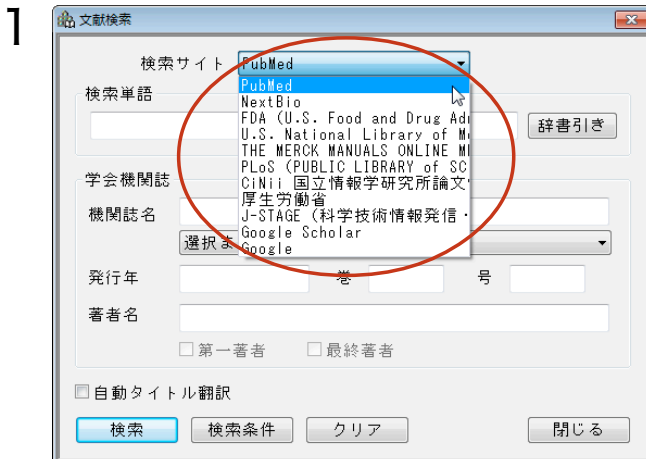 1
文献検索
検索サイト PubMed
PubMed
検索単語
NextBio
FDA (U.S. Food and Drug
辞書引き
U.S. National Library of
THE MERCK MANUALS ONLINE
PLoS (PUBLIC LIBRARY of SC
学会機関誌
CiNii 国立情報学研究所論文
厚生労働省
機関誌名
J-STAGE (科学技術情報発信・
Google Scholar
選択
Google
発行年 巻 号
著者名
第一著者 最終著者
自動タイトル翻訳
検索 検索条件 クリア 閉じる